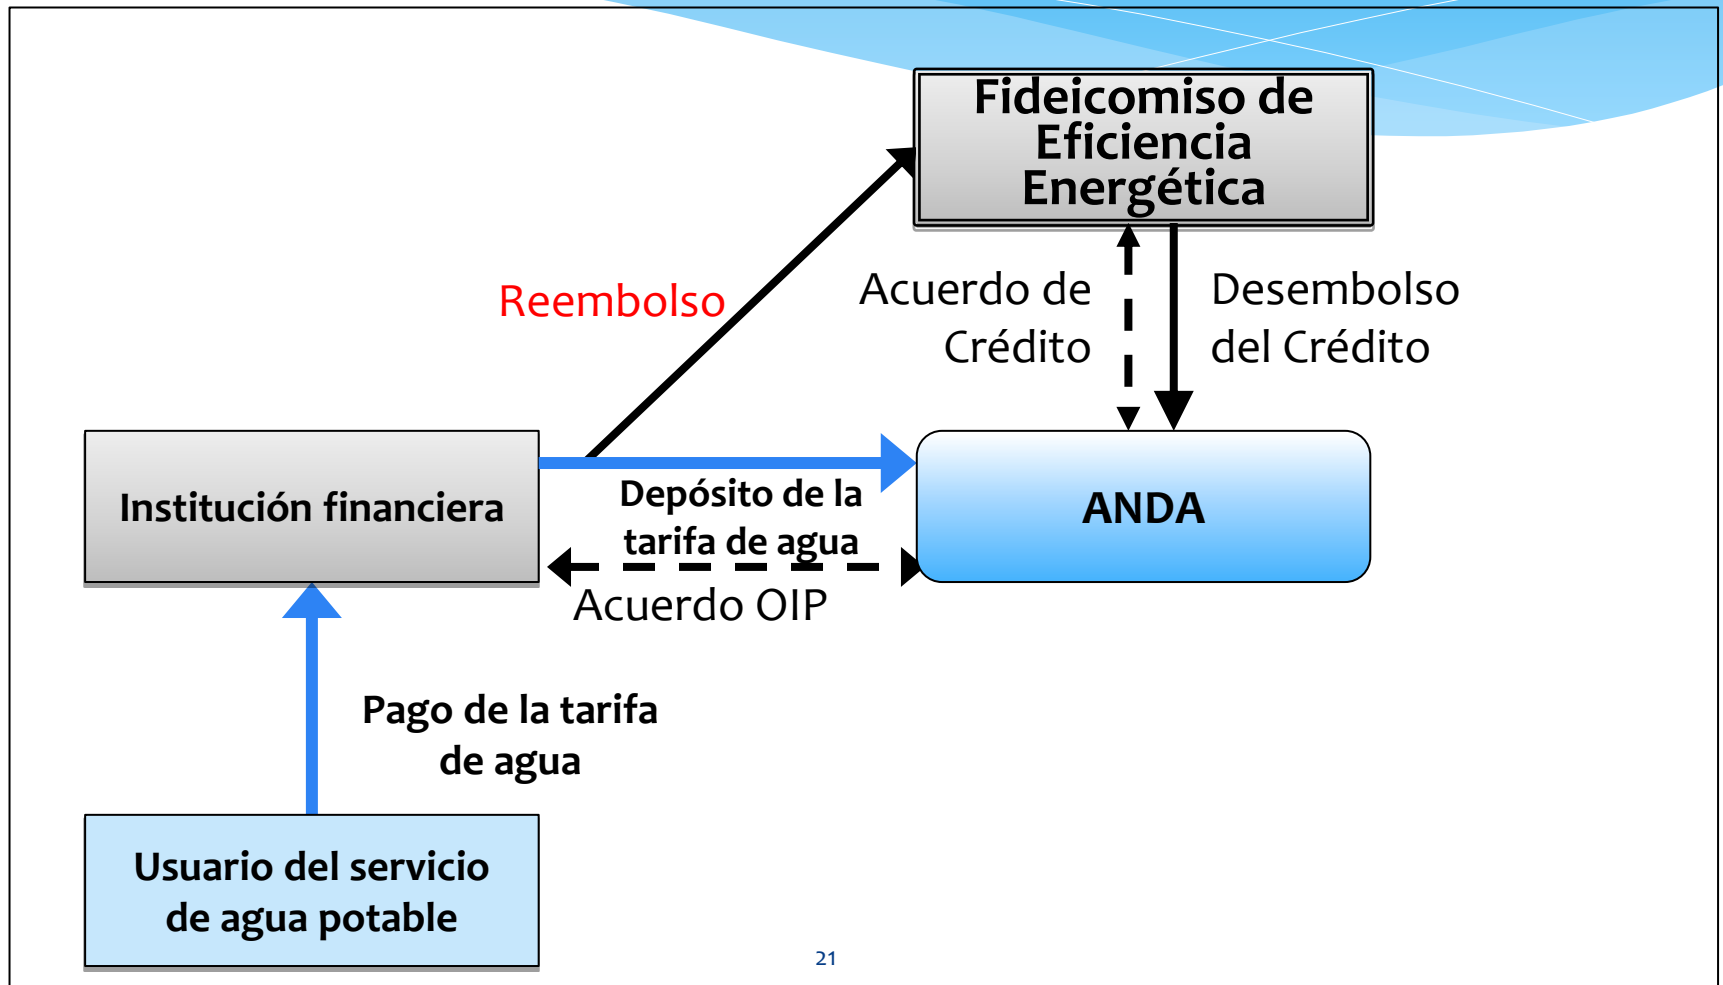 Fideicomiso de
Eficiencia
Energética
Reembolso
Acuerdo de
Crédito
Desembolso
del Crédito
Institución financiera
Depósito de la
tarifa de agua
ANDA
Acuerdo OIP
Pago de la tarifa
de agua
Usuario del servicio
de agua potable
21